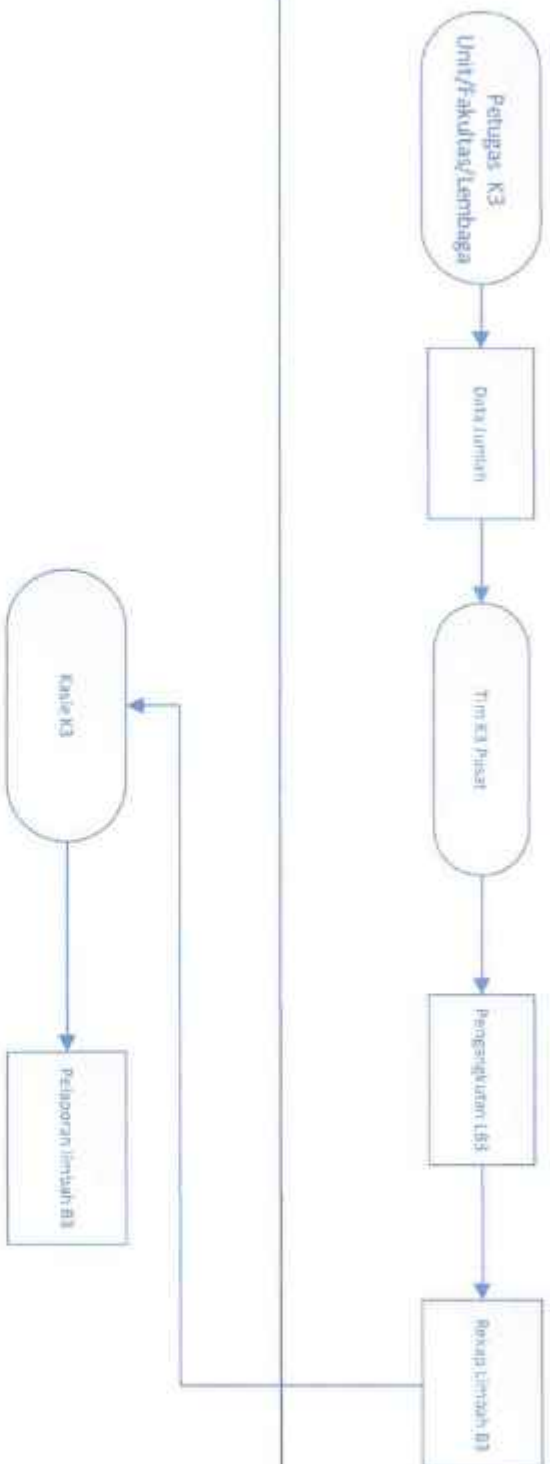 Petugas K3
Unit/Fakultas/Lembaga
Data Jumlah
Tim K3 Pusat
Pengangkutan LB3
Rekap Limbah B3
Kasie K3
Pelaporan limbah B3